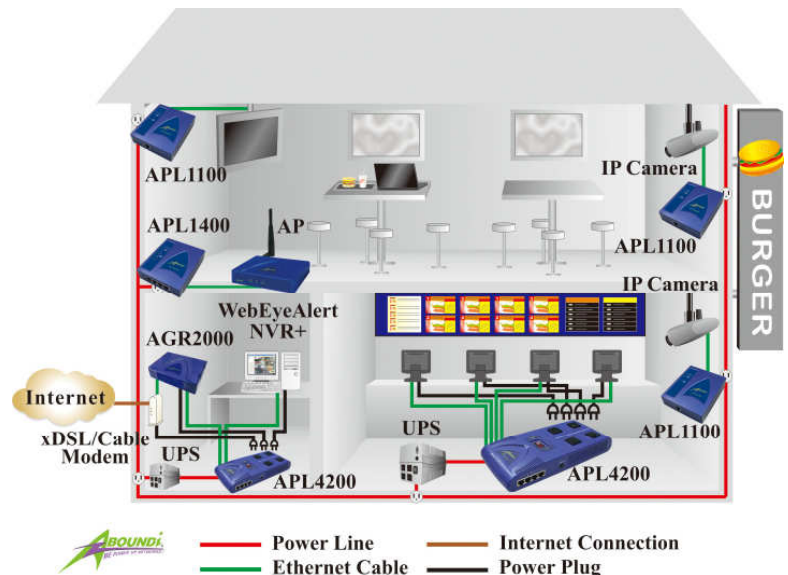 APL1100
IP Camera
BURGER
APL1400
AP
APL1100
IP Camera
WebEyeAlert
NVR+
AGR2000
Internet
xDSL/Cable
Modem
UPS
APL4200
UPS
APL4200
APL1100
ABOUNDi
Power Line
Internet Connection
Ethernet Cable
Power Plug